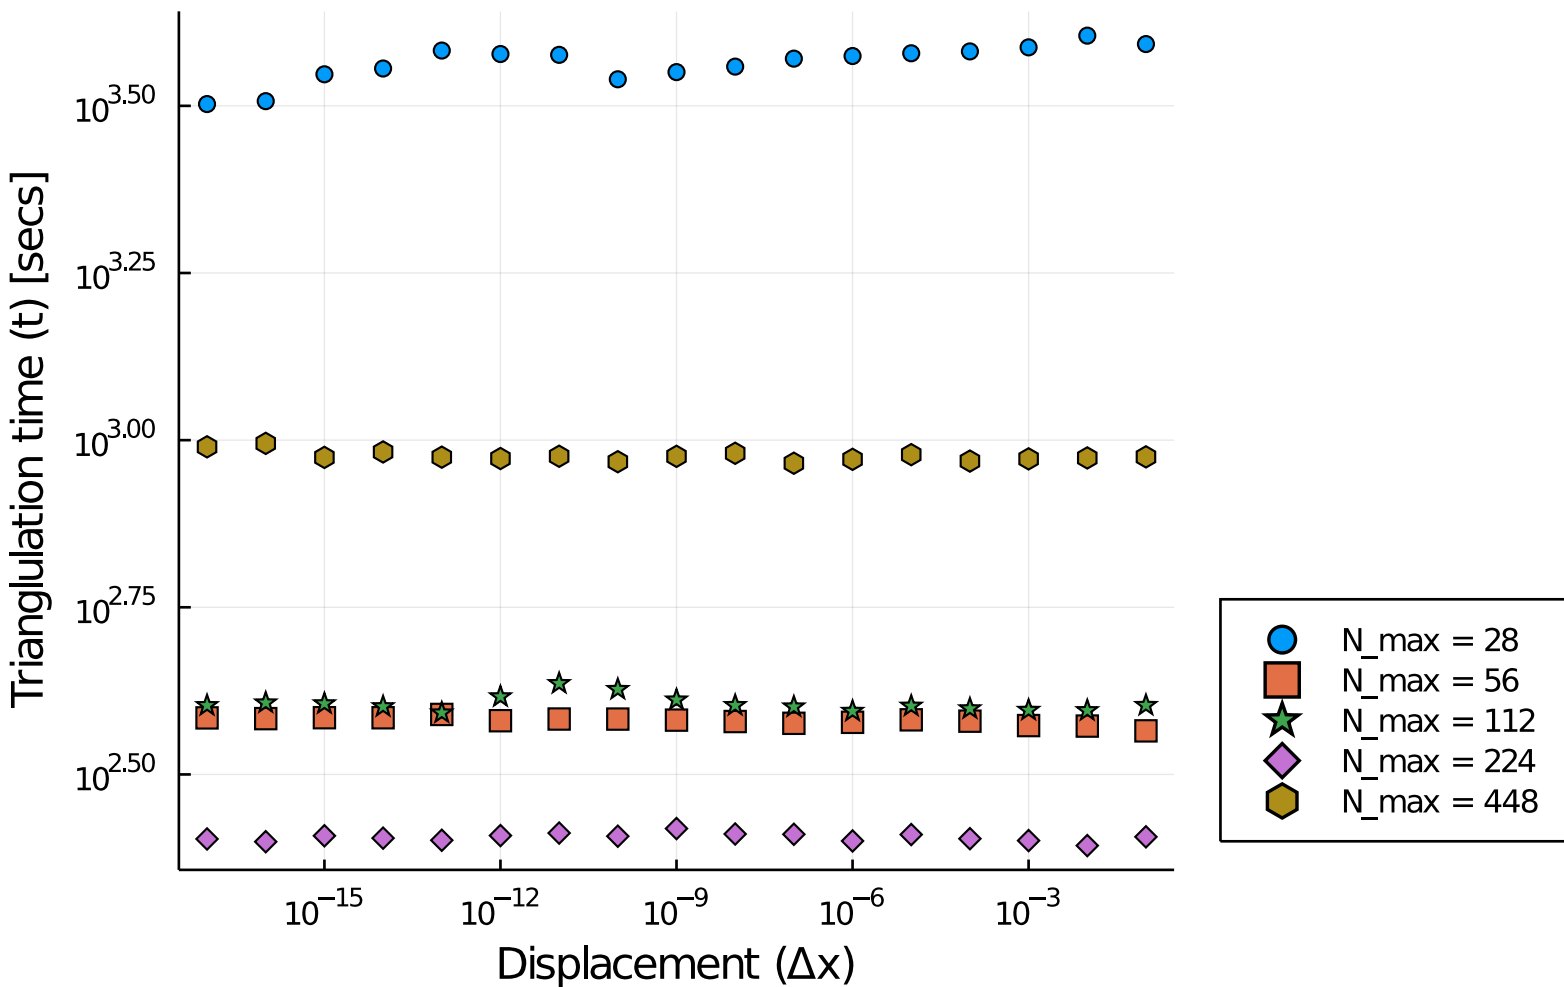 Trianglulation time (t) [secs]
10^3.50
10^3.25
10^3.00
10^2.75
10^2.50
10^−15 10^−12 10^−9 10^−6 10^−3
Displacement (Δx)
N_max = 28
N_max = 56
N_max = 112
N_max = 224
N_max = 448